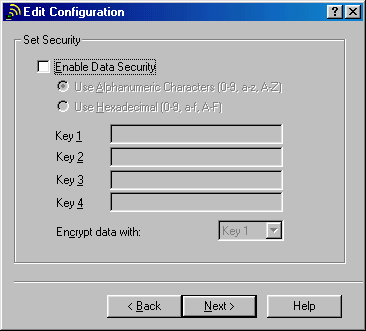 Edit Configuration
Set Security
Enable Data Security
Use Alphanumeric Characters (0-9, a-z, A-Z)
Use Hexadecimal (0-9, a-f, A-F)
Key 1
Key 2
Key 3
Key 4
Encrypt data with: Key 1
< Back Next > Help